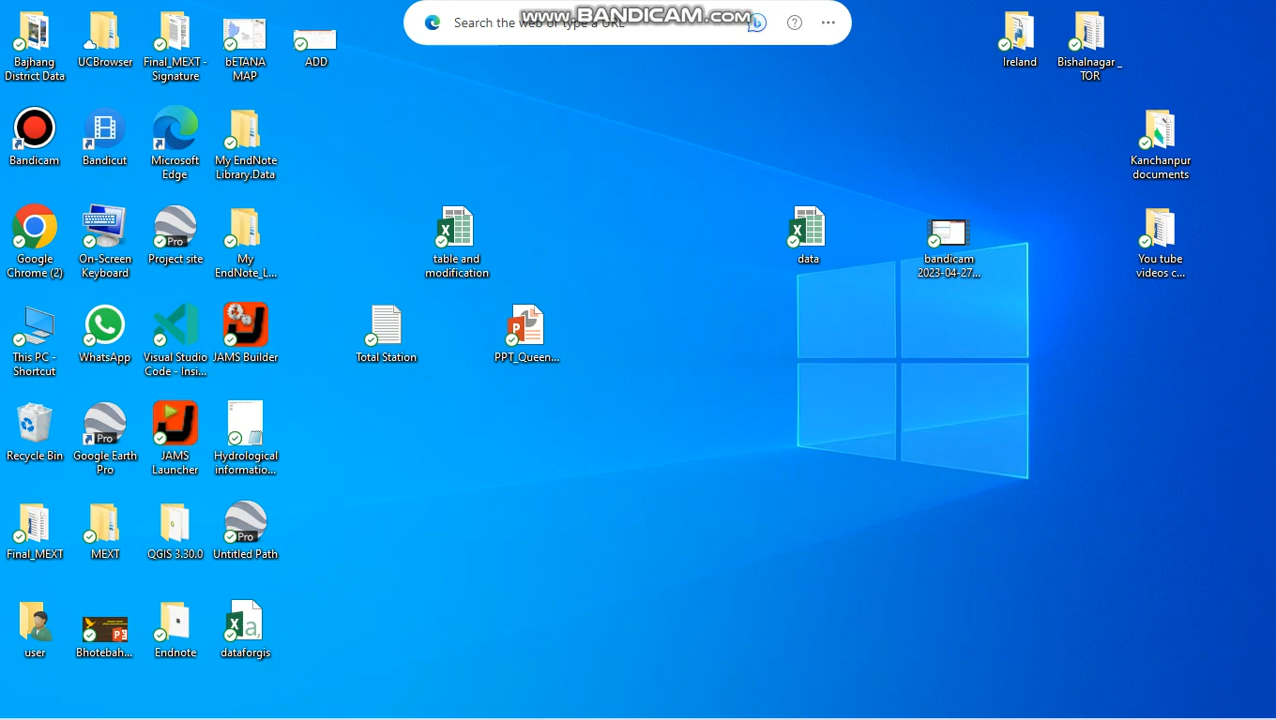 www.BANDICAM.com
Search the web or type a URL
Bajhang
District Data
UCBrowser
Final_MEXT -
Signature
bETANA
MAP
ADD
Ireland
Bishalnagar_
TOR
Bandicam
Bandicut
Microsoft
Edge
My EndNote
Library.Data
Kanchanpur
documents
Google
Chrome (2)
On-Screen
Keyboard
Pro
Project site
My
EndNote_L...
table and
modification
data
bandicam
2023-04-27...
You tube
videos c...
This PC -
Shortcut
WhatsApp
Visual Studio
Code - Insi...
JAMS Builder
Total Station
PPT_Queen...
Recycle Bin
Pro
Google Earth
Pro
JAMS
Launcher
Hydrological
informatio...
Final_MEXT
MEXT
QGIS 3.30.0
Pro
Untitled Path
user
Bhotebah...
Endnote
dataforgis